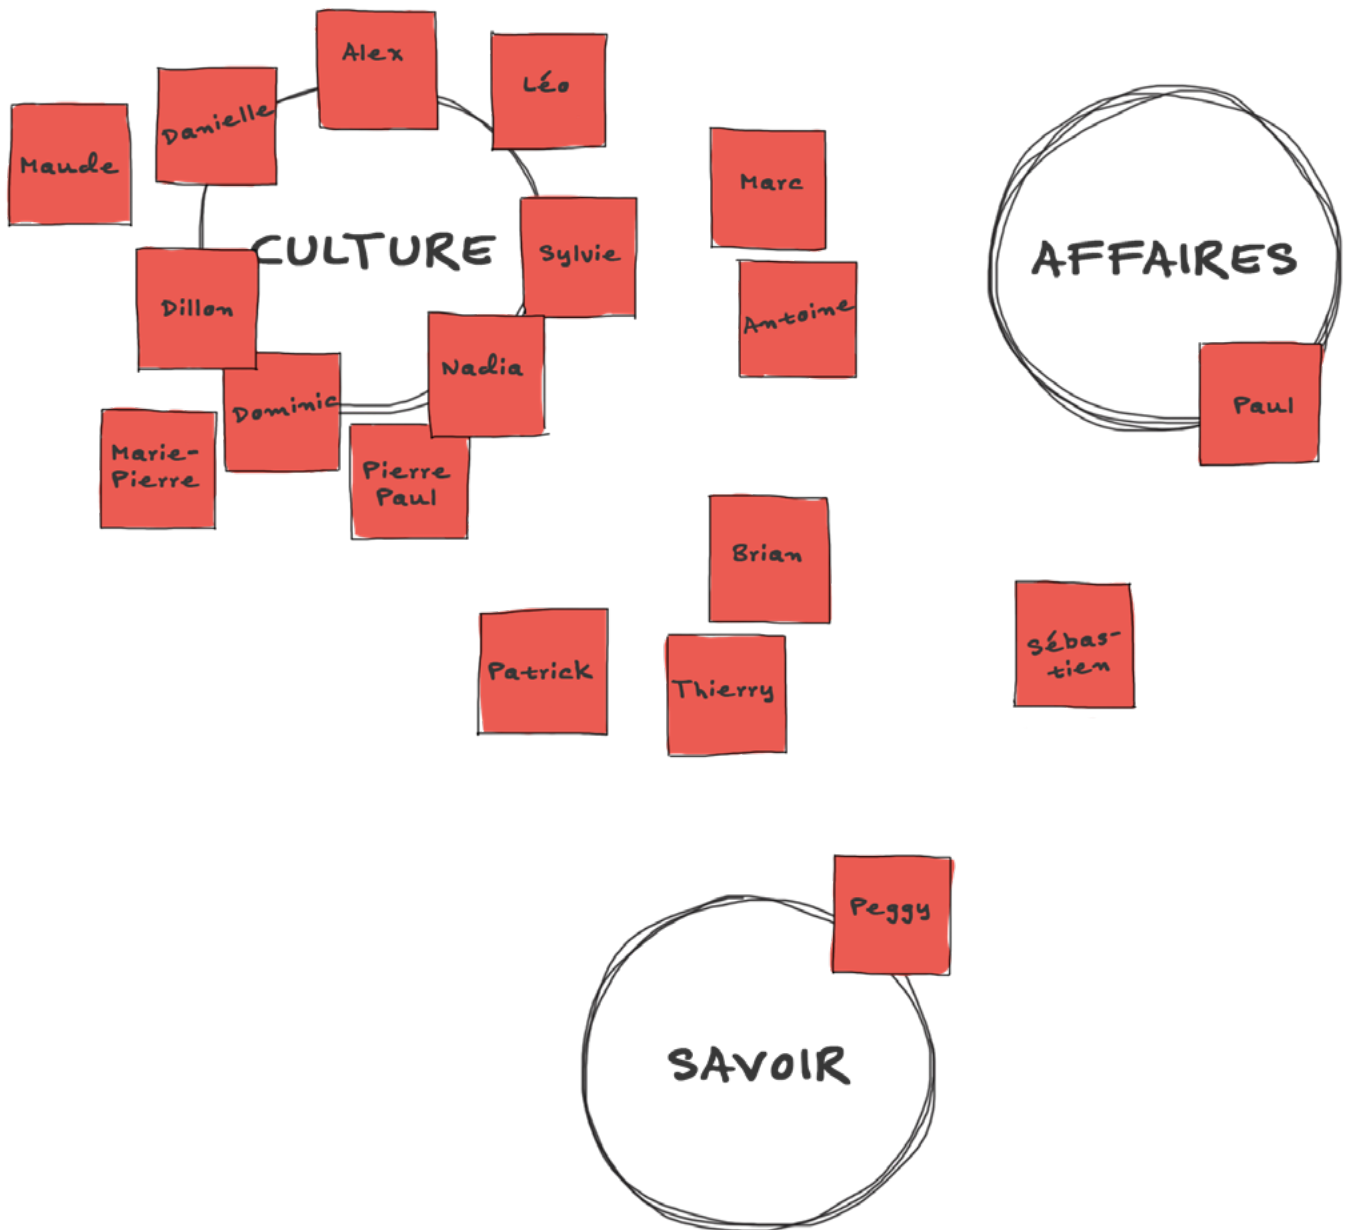 Alex
Léo
Danielle
Maude
Marc
CULTURE
Sylvie
AFFAIRES
Dillon
Antoine
Nadia
Dominic
Paul
Marie-
Pierre
Pierre
Paul
Brian
Patrick
Thierry
Sébas-
tien
Peggy
SAVOIR